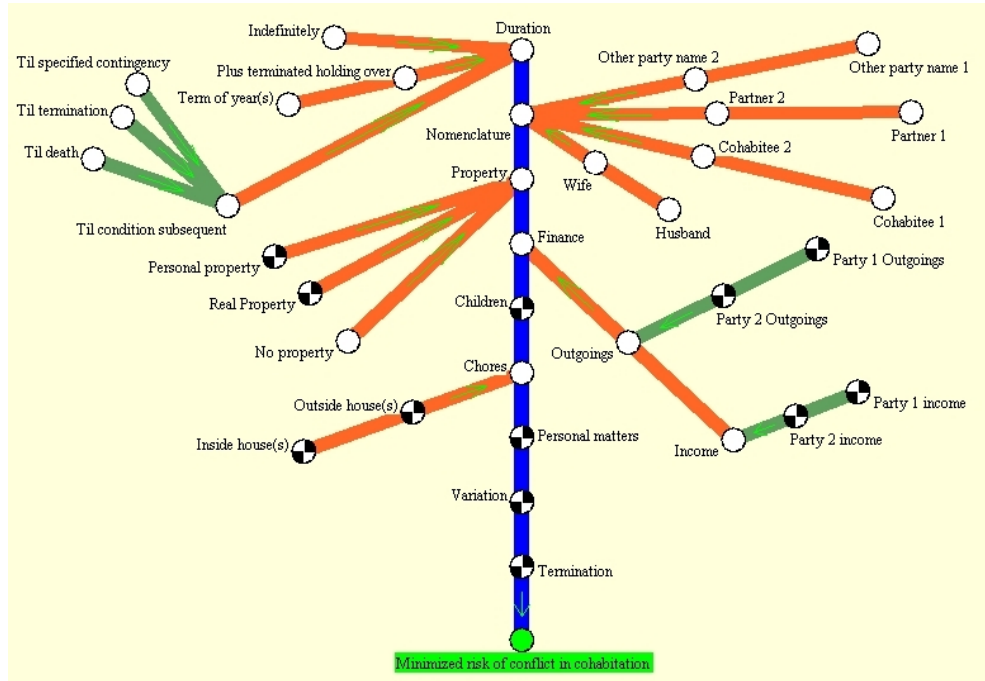 Duration
Indefinitely
Other party name 2
Other party name 1
Til specified contingency
Plus terminated holding over
Term of year(s)
Partner 2
Til termination
Nomenclature
Partner 1
Til death
Cohabitee 2
Property
Wife
Til condition subsequent
Husband
Cohabitee 1
Finance
Personal property
Party 1 Outgoings
Real Property
Children
Party 2 Outgoings
No property
Outgoings
Chores
Outside house(s)
Party 1 income
Inside house(s)
Personal matters
Party 2 income
Income
Variation
Termination
Minimized risk of conflict in cohabitation